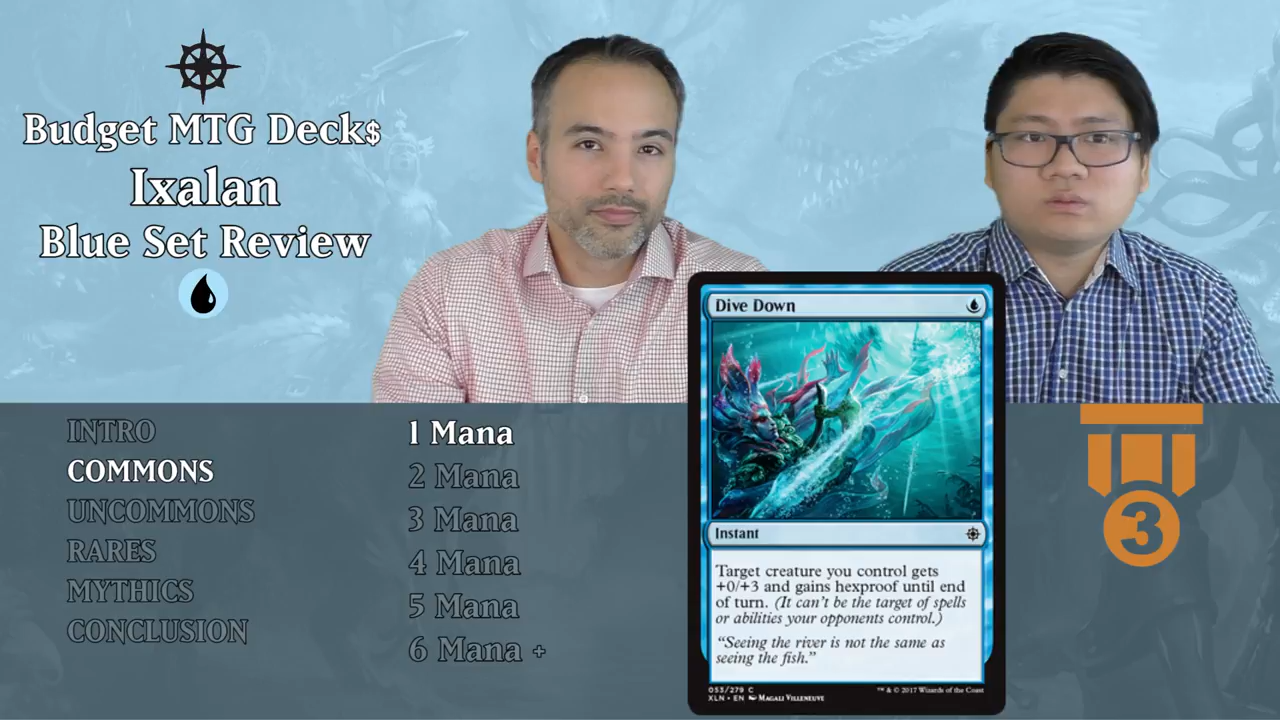 Budget MTG Deck$
Ixalan
Blue Set Review
INTRO
COMMONS
UNCOMMONS
RARES
MYTHICS
CONCLUSION
1 Mana
2 Mana
3 Mana
4 Mana
5 Mana
6 Mana +
Dive Down
Instant
Target creature you control gets
+0/+3 and gains hexproof until end
of turn. (It can't be the target of spells
or abilities your opponents control.)
"Seeing the river is not the same as
seeing the fish."
053/279 C
XLN • EN MAGALI VILLENEUVE
™ & © 2017 Wizards of the Coast
3